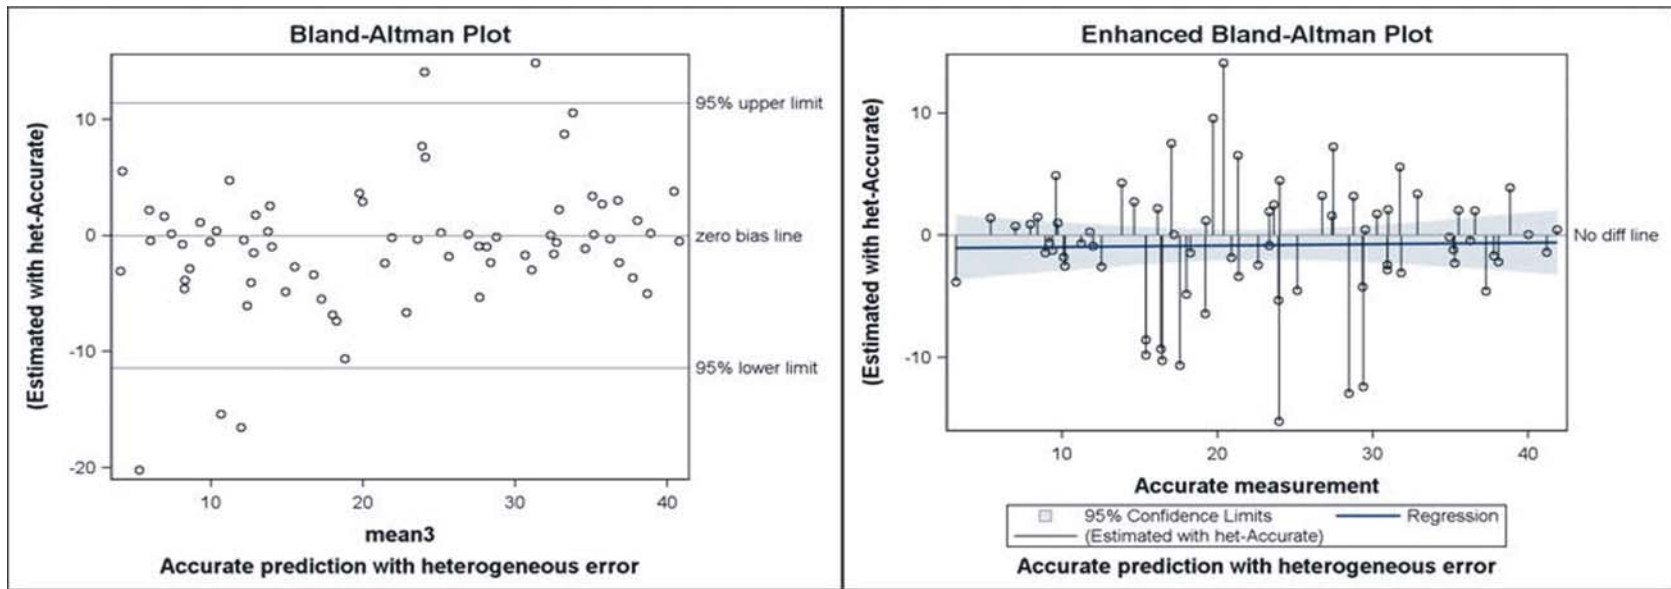 Bland-Altman Plot
(Estimated with het-Accurate)
10
0
-10
-20
95% upper limit
zero bias line
95% lower limit
10 20 30 40
mean3
Accurate prediction with heterogeneous error
Enhanced Bland-Altman Plot
(Estimated with het-Accurate)
10
0
-10
No diff line
10 20 30 40
Accurate measurement
95% Confidence Limits Regression
(Estimated with het-Accurate)
Accurate prediction with heterogeneous error